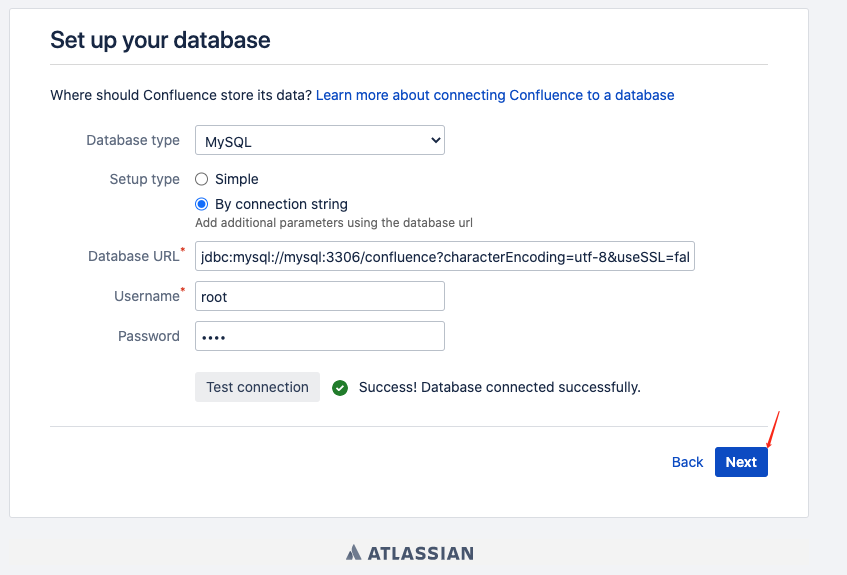 Set up your database
Where should Confluence store its data? Learn more about connecting Confluence to a database
Database type MySQL
Setup type Simple
By connection string
Add additional parameters using the database url
Database URL* jdbc:mysql://mysql:3306/confluence?characterEncoding=utf-8&useSSL=fal
Username* root
Password ••••
Test connection Success! Database connected successfully.
Back Next
ATLASSIAN